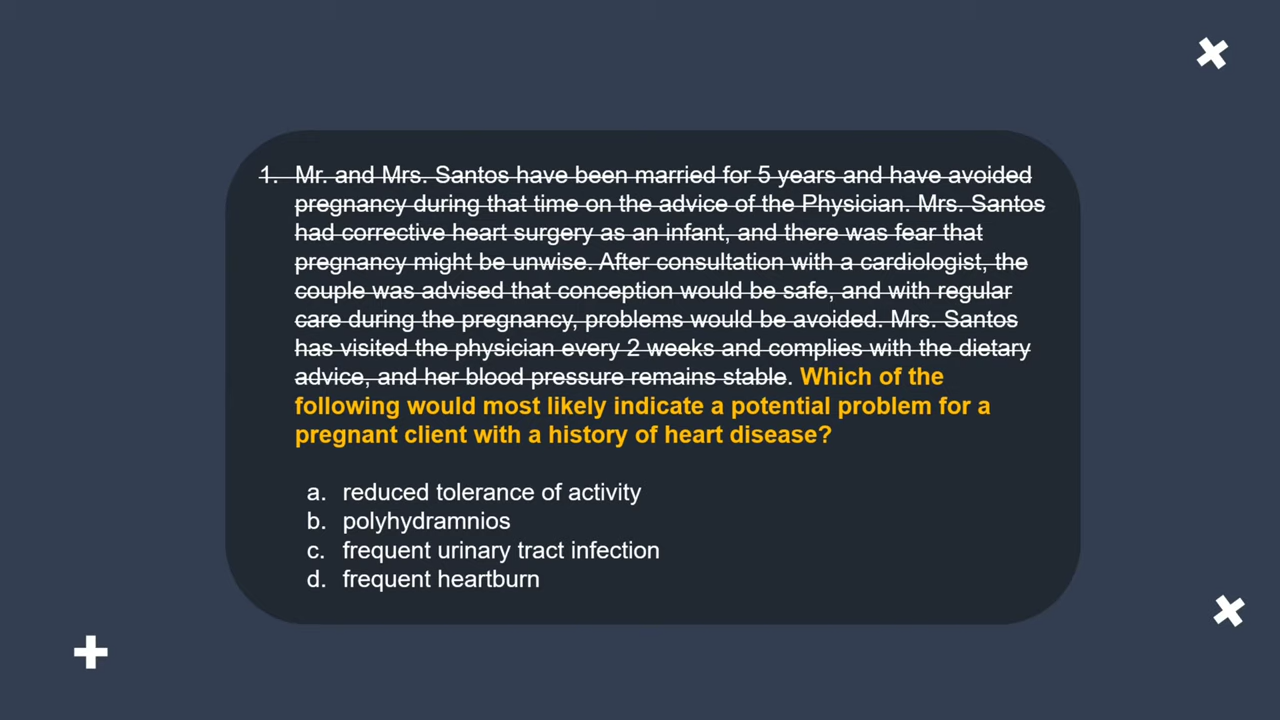 1. Mr. and Mrs. Santos have been married for 5 years and have avoided
pregnancy during that time on the advice of the Physician. Mrs. Santos
had corrective heart surgery as an infant, and there was fear that
pregnancy might be unwise. After consultation with a cardiologist, the
couple was advised that conception would be safe, and with regular
care during the pregnancy, problems would be avoided. Mrs. Santos
has visited the physician every 2 weeks and complies with the dietary
advice, and her blood pressure remains stable. Which of the
following would most likely indicate a potential problem for a
pregnant client with a history of heart disease?
a. reduced tolerance of activity
b. polyhydramnios
c. frequent urinary tract infection
d. frequent heartburn